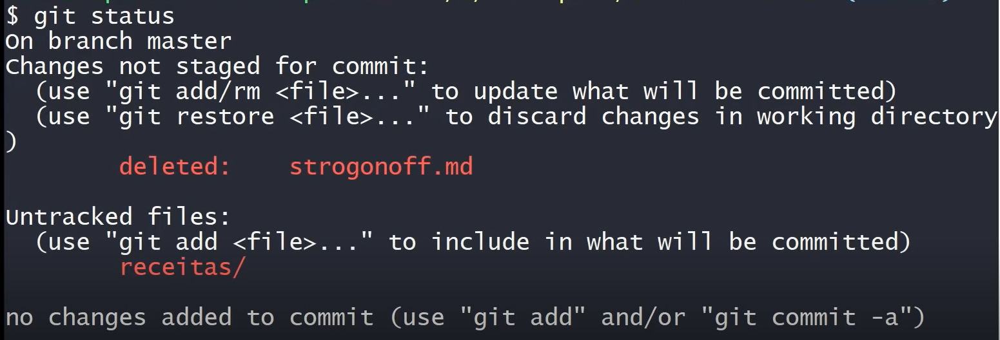 $ git status
On branch master
Changes not staged for commit:
  (use "git add/rm <file>..." to update what will be committed)
  (use "git restore <file>..." to discard changes in working directory
)
        deleted:    strogonoff.md

Untracked files:
  (use "git add <file>..." to include in what will be committed)
        receitas/

no changes added to commit (use "git add" and/or "git commit -a")